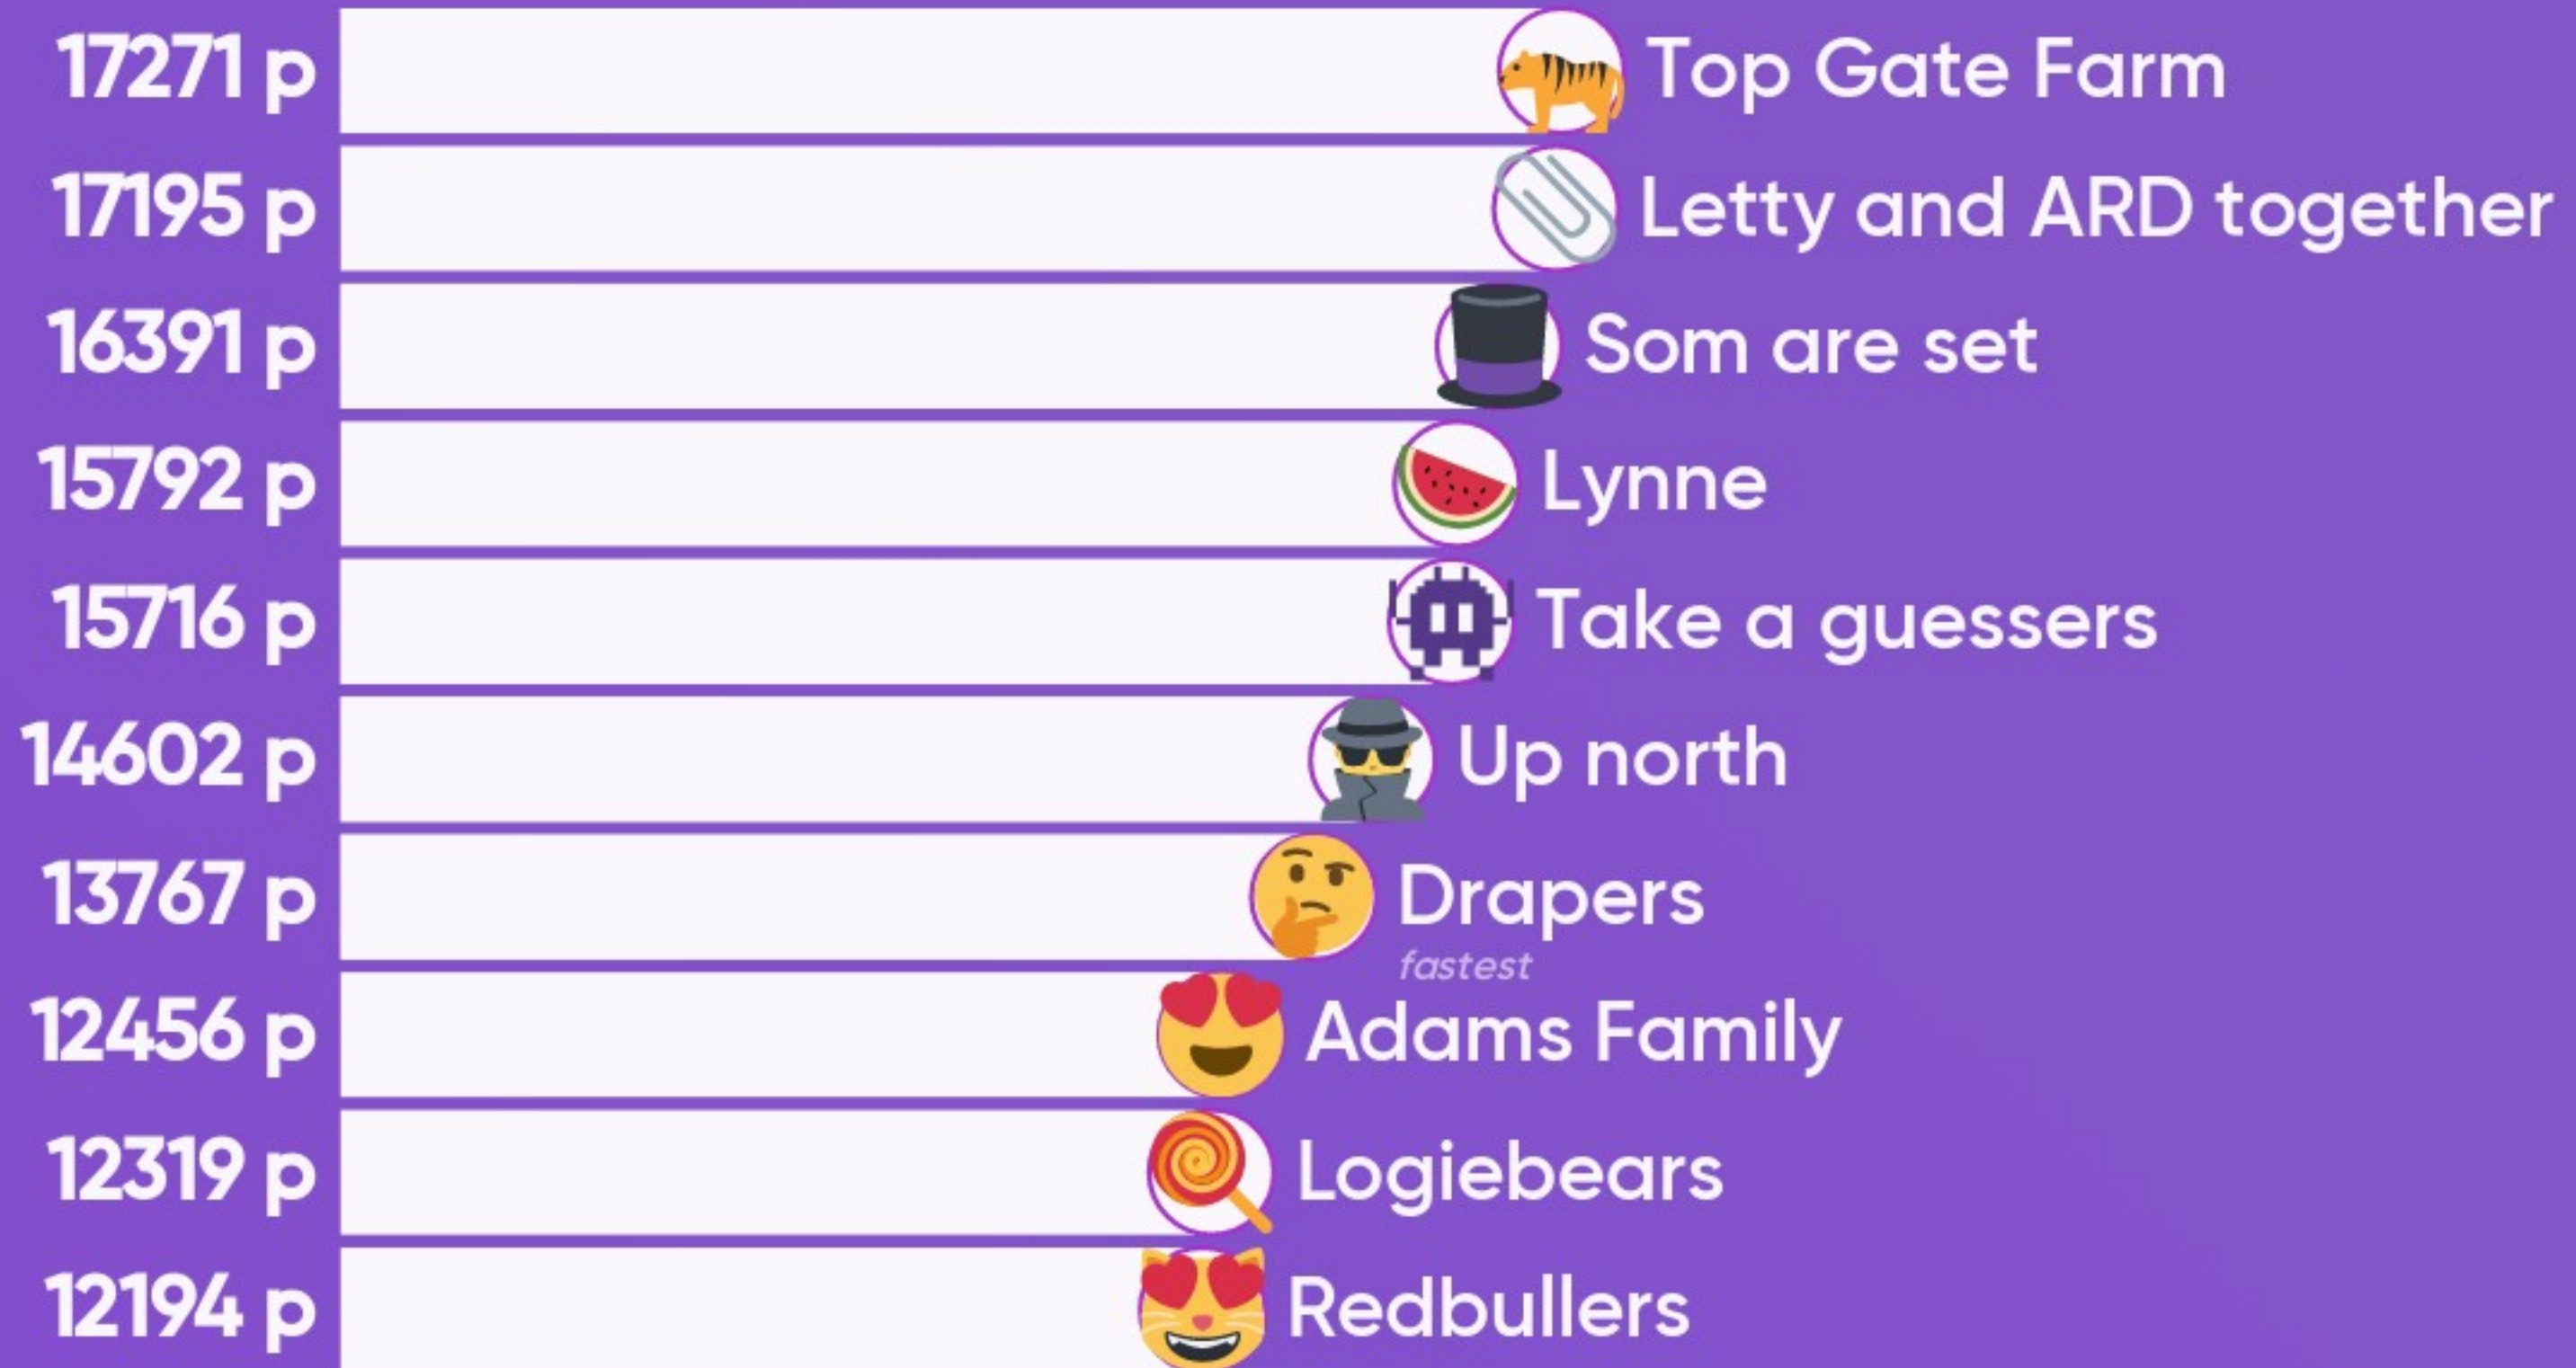 17271 p Top Gate Farm
17195 p Letty and ARD together
16391 p Som are set
15792 p Lynne
15716 p Take a guessers
14602 p Up north
13767 p Drapers
fastest
12456 p Adams Family
12319 p Logiebears
12194 p Redbullers